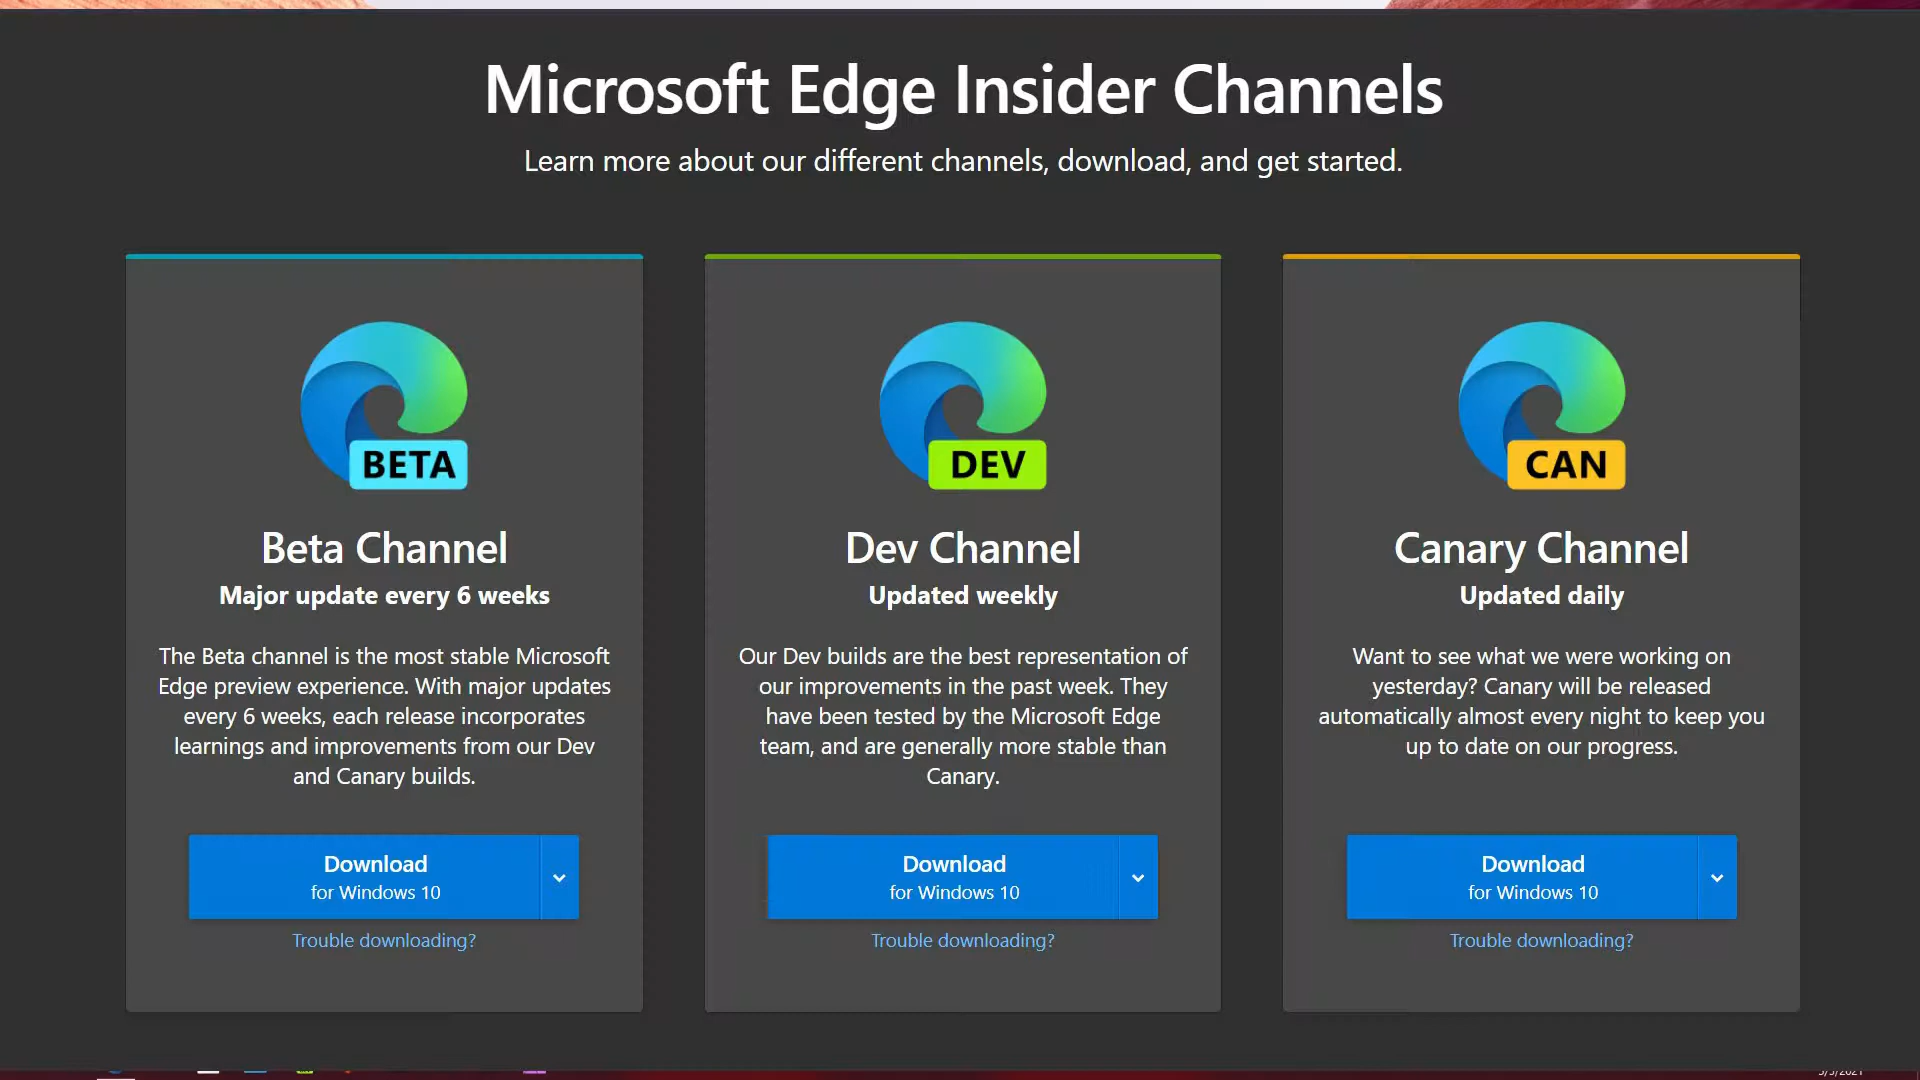 Microsoft Edge Insider Channels
Learn more about our different channels, download, and get started.
BETA
Beta Channel
Major update every 6 weeks
The Beta channel is the most stable Microsoft
Edge preview experience. With major updates
every 6 weeks, each release incorporates
learnings and improvements from our Dev
and Canary builds.
Download
for Windows 10
Trouble downloading?
DEV
Dev Channel
Updated weekly
Our Dev builds are the best representation of
our improvements in the past week. They
have been tested by the Microsoft Edge
team, and are generally more stable than
Canary.
Download
for Windows 10
Trouble downloading?
CAN
Canary Channel
Updated daily
Want to see what we were working on
yesterday? Canary will be released
automatically almost every night to keep you
up to date on our progress.
Download
for Windows 10
Trouble downloading?